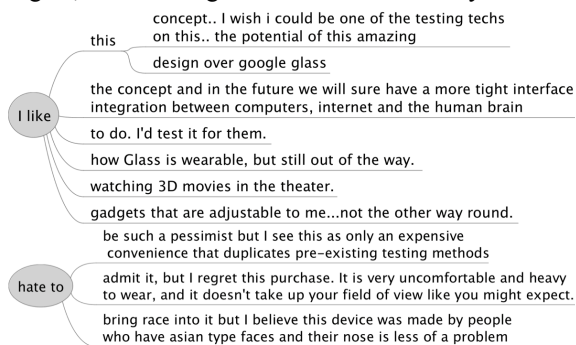 concept.. I wish i could be one of the testing techs
this
on this.. the potential of this amazing
design over google glass
the concept and in the future we will sure have a more tight interface
integration between computers, internet and the human brain
I like
to do. I'd test it for them.
how Glass is wearable, but still out of the way.
watching 3D movies in the theater.
gadgets that are adjustable to me...not the other way round.
be such a pessimist but I see this as only an expensive
convenience that duplicates pre-existing testing methods
hate to
admit it, but I regret this purchase. It is very uncomfortable and heavy
to wear, and it doesn't take up your field of view like you might expect.
bring race into it but I believe this device was made by people
who have asian type faces and their nose is less of a problem